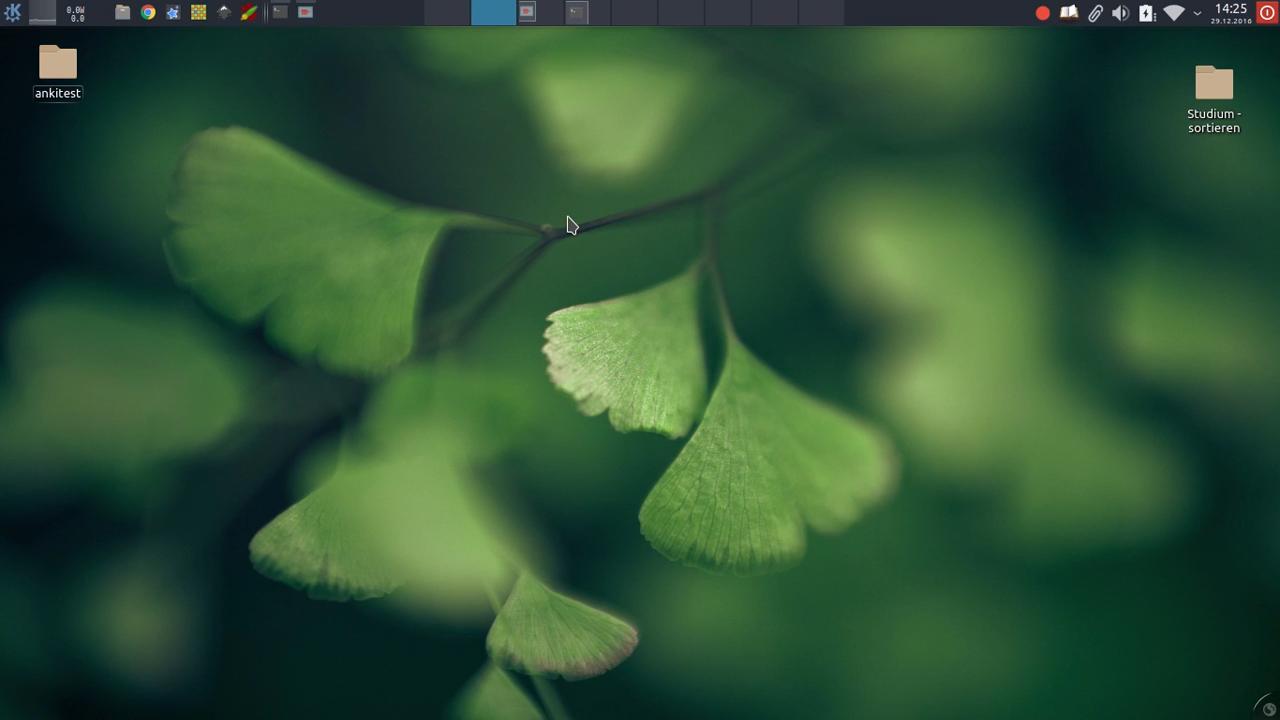 0.0W
0.0
14:25
29.12.2016
ankitest
Studium -
sortieren